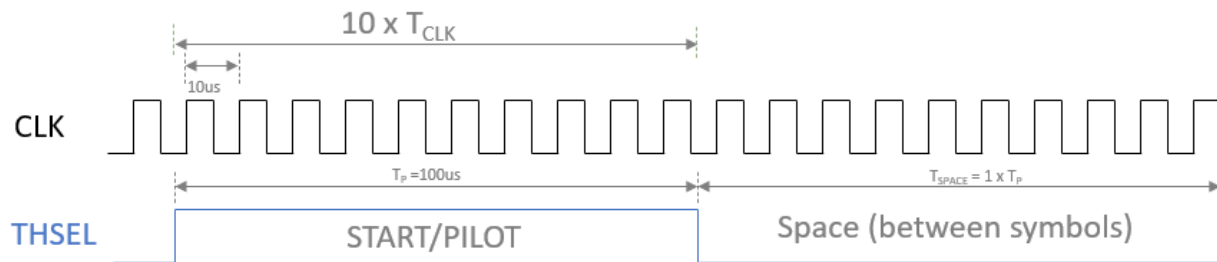 10 x TCLK
10us
CLK
TP =100us
TSPACE = 1 x TP
THSEL
START/PILOT
Space (between symbols)